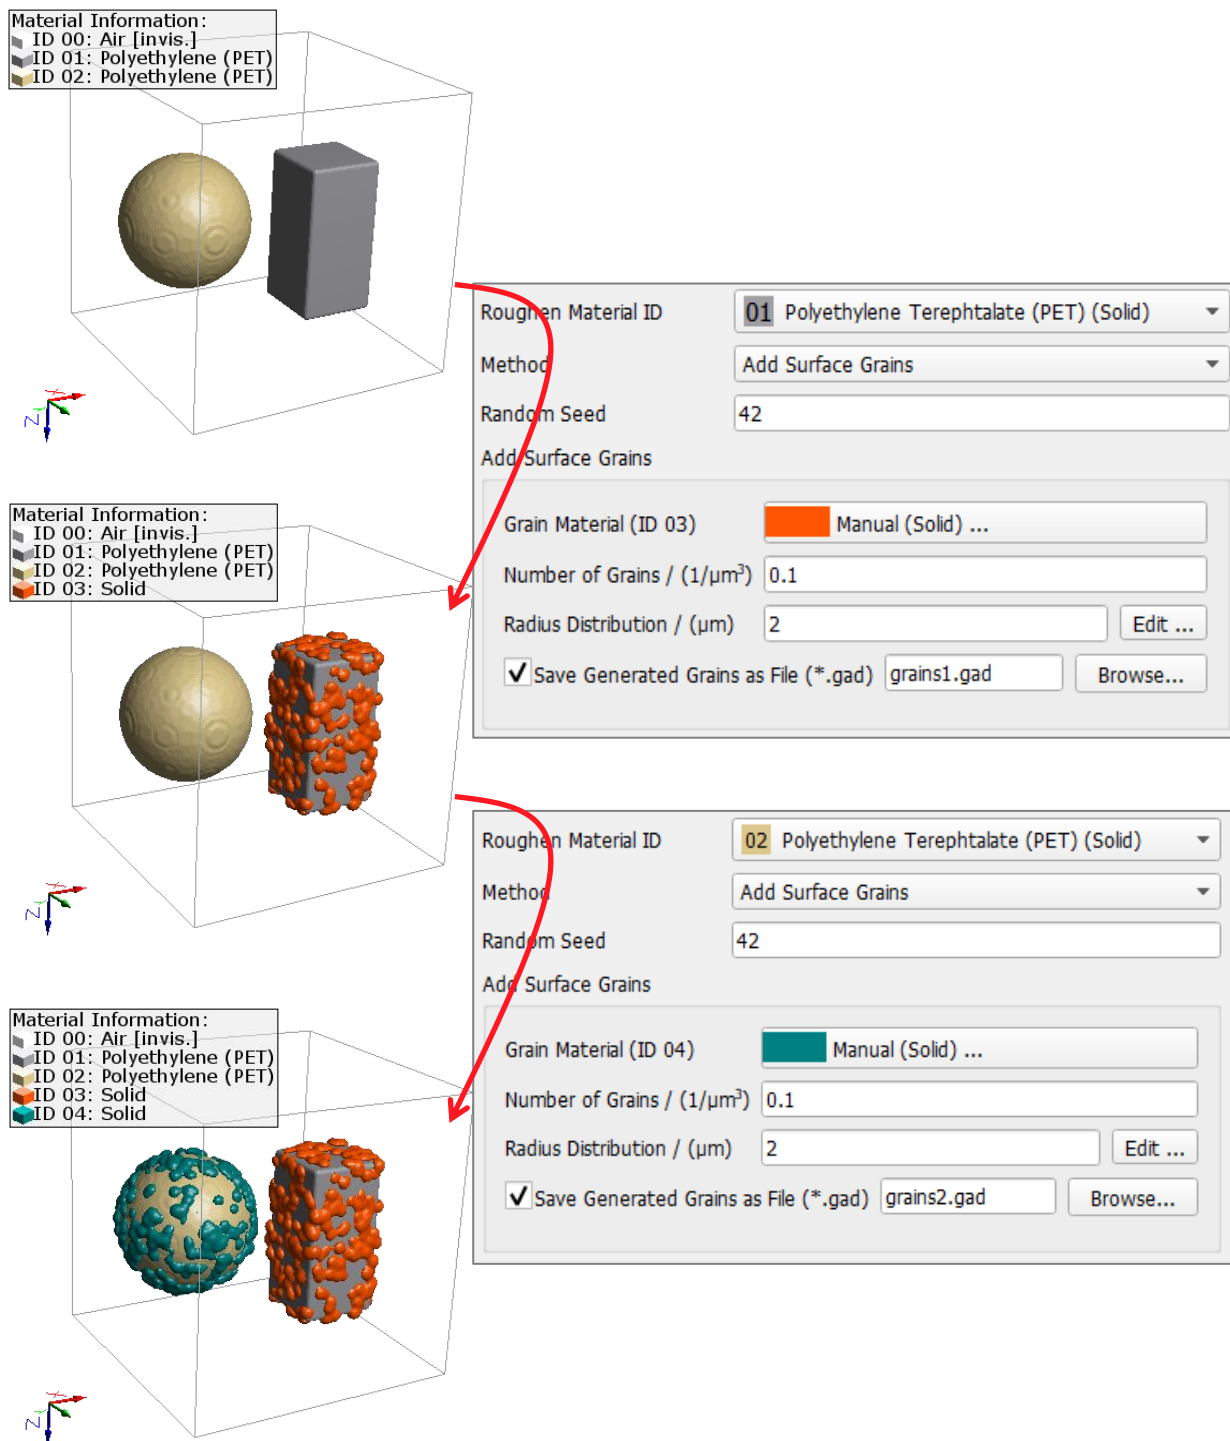 Material Information:
ID 00: Air [invis.]
ID 01: Polyethylene (PET)
ID 02: Polyethylene (PET)
X
Z
Roughen Material ID 01 Polyethylene Terephtalate (PET) (Solid)
Method Add Surface Grains
Random Seed 42
Add Surface Grains
Grain Material (ID 03) Manual (Solid) ...
Number of Grains / (1/µm³) 0.1
Radius Distribution / (µm) 2 Edit ...
Save Generated Grains as File (*.gad) grains1.gad Browse...
Material Information:
ID 00: Air [invis.]
ID 01: Polyethylene (PET)
ID 02: Polyethylene (PET)
ID 03: Solid
X
Z
Roughen Material ID 02 Polyethylene Terephtalate (PET) (Solid)
Method Add Surface Grains
Random Seed 42
Add Surface Grains
Grain Material (ID 04) Manual (Solid) ...
Number of Grains / (1/µm³) 0.1
Radius Distribution / (µm) 2 Edit ...
Save Generated Grains as File (*.gad) grains2.gad Browse...
Material Information:
ID 00: Air [invis.]
ID 01: Polyethylene (PET)
ID 02: Polyethylene (PET)
ID 03: Solid
ID 04: Solid
X
Z